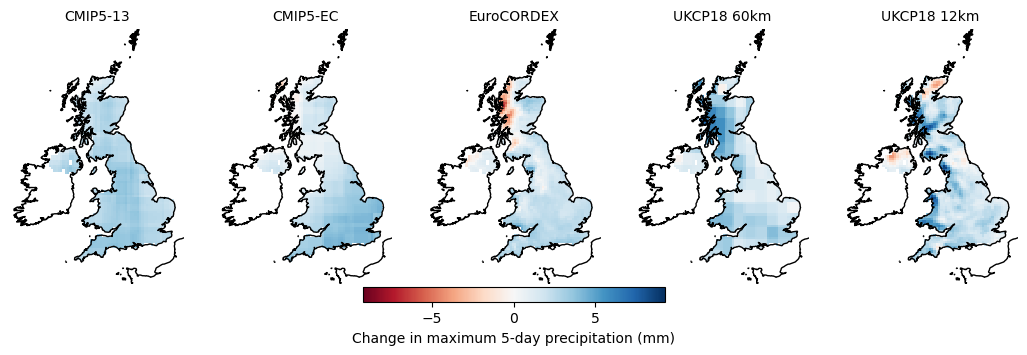 CMIP5-13 CMIP5-EC EuroCORDEX UKCP18 60km UKCP18 12km
−5 0 5
Change in maximum 5-day precipitation (mm)